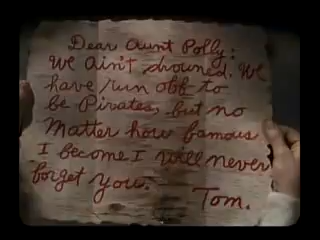 Dear Aunt Polly:
We ain't drowned. We
have run off to
be Pirates, but no
Matter how famous
I become I will never
forget you.
Tom.